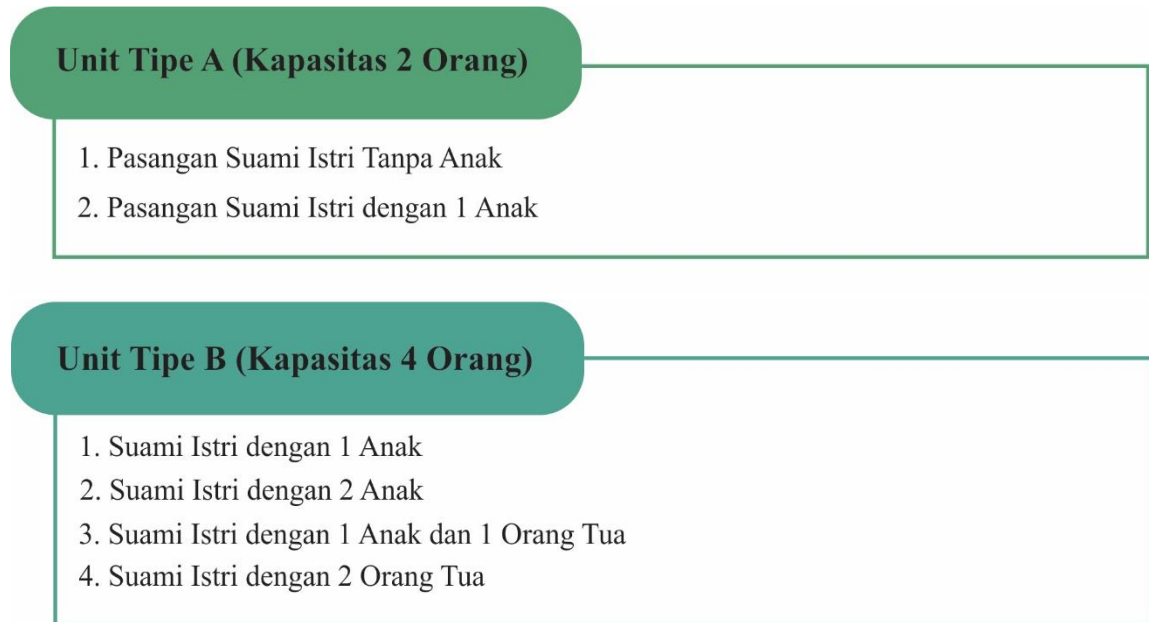 Unit Tipe A (Kapasitas 2 Orang)
1. Pasangan Suami Istri Tanpa Anak
2. Pasangan Suami Istri dengan 1 Anak
Unit Tipe B (Kapasitas 4 Orang)
1. Suami Istri dengan 1 Anak
2. Suami Istri dengan 2 Anak
3. Suami Istri dengan 1 Anak dan 1 Orang Tua
4. Suami Istri dengan 2 Orang Tua